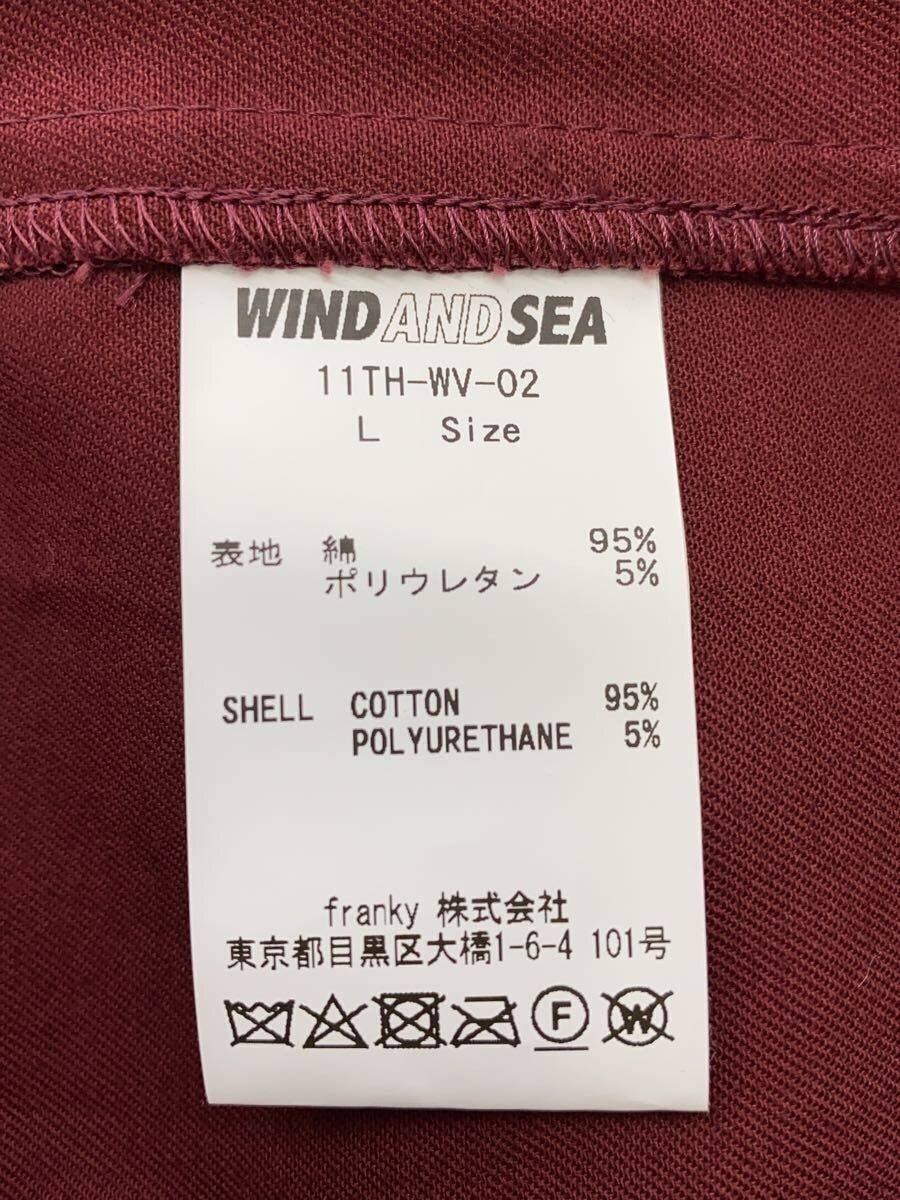 WIND AND SEA
11TH-WV-02
L Size
表地 綿 95%
ポリウレタン 5%
SHELL COTTON 95%
POLYURETHANE 5%
franky 株式会社
東京都目黒区大橋1-6-4 101号
F W